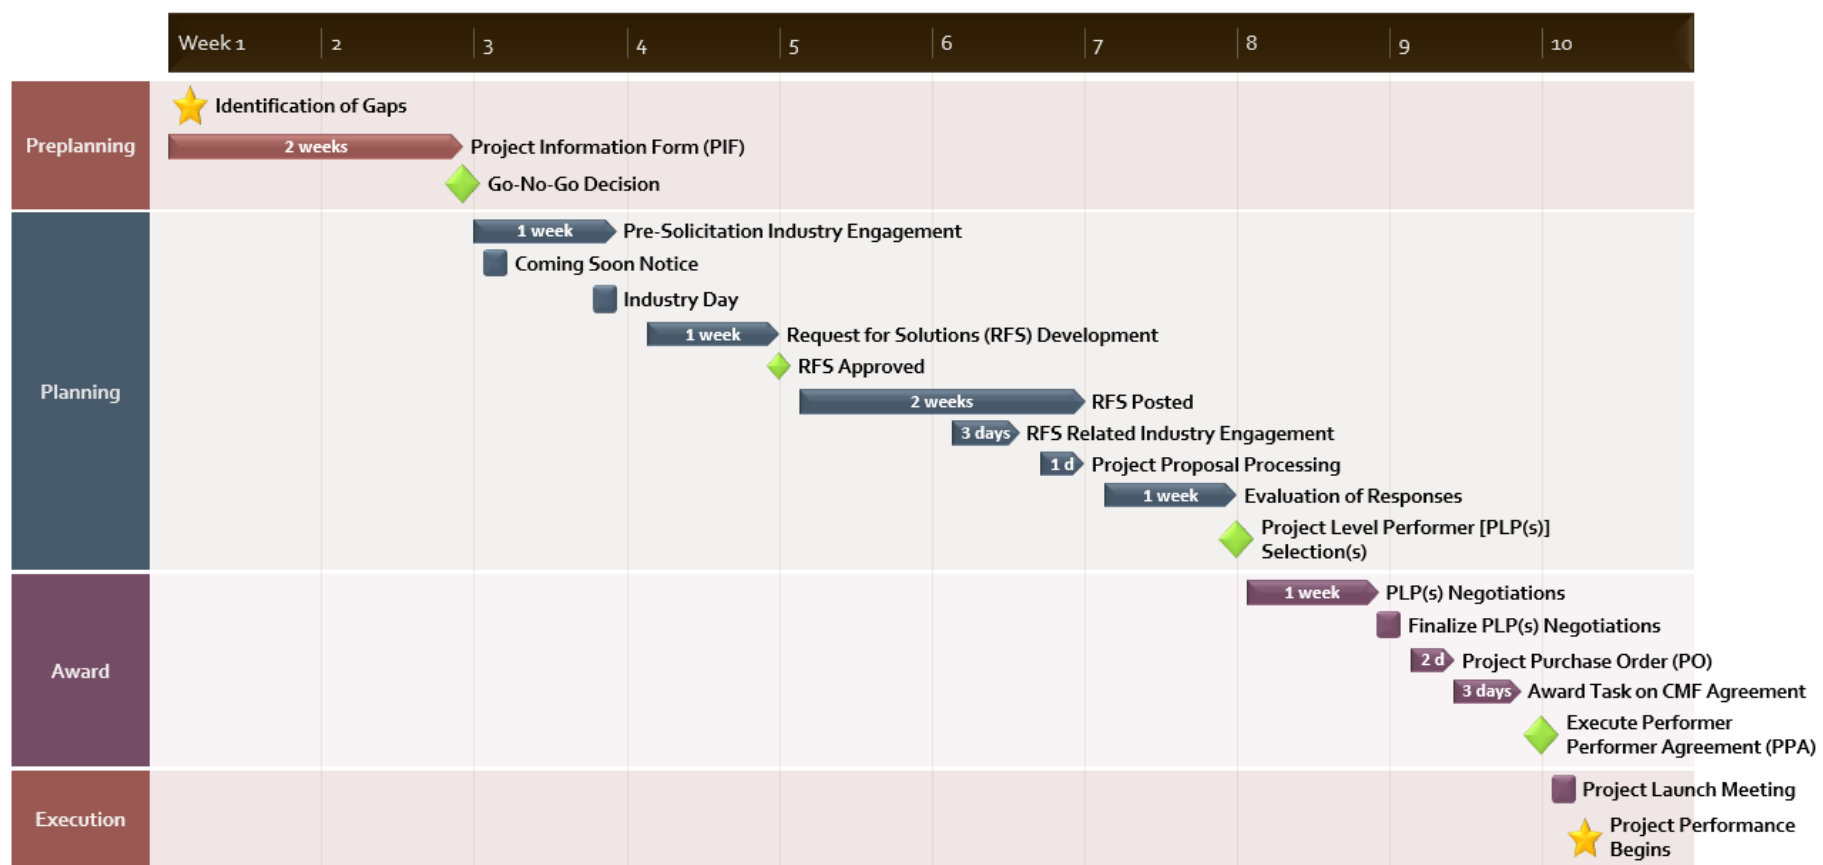 Week 1 2 3 4 5 6 7 8 9 10
Preplanning
Identification of Gaps
2 weeks Project Information Form (PIF)
Go-No-Go Decision
Planning
1 week Pre-Solicitation Industry Engagement
Coming Soon Notice
Industry Day
1 week Request for Solutions (RFS) Development
RFS Approved
2 weeks RFS Posted
3 days RFS Related Industry Engagement
1 d Project Proposal Processing
1 week Evaluation of Responses
Project Level Performer [PLP(s)]
Selection(s)
Award
1 week PLP(s) Negotiations
Finalize PLP(s) Negotiations
2 d Project Purchase Order (PO)
3 days Award Task on CMF Agreement
Execute Performer
Performer Agreement (PPA)
Execution
Project Launch Meeting
Project Performance
Begins